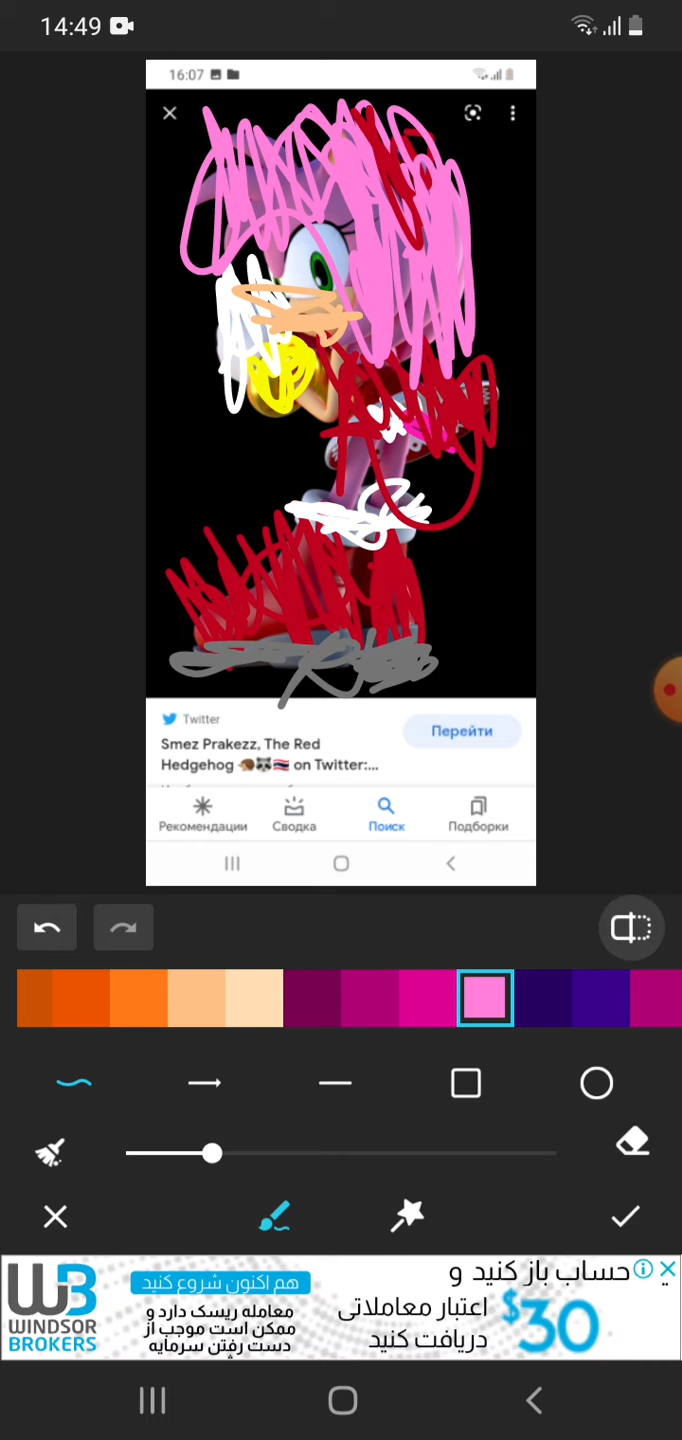 14:49
16:07
Twitter
Перейти
Smez Prakezz, The Red
Hedgehog 🦔🦝🇹🇭 on Twitter:...
Рекомендации
Сводка
Поиск
Подборки
WB
WINDSOR
BROKERS
هم اکنون شروع کنید
معامله ریسک دارد و
ممکن است موجب از
دست رفتن سرمایه
حساب باز کنید و
اعتبار معاملاتی
دریافت کنید
$30